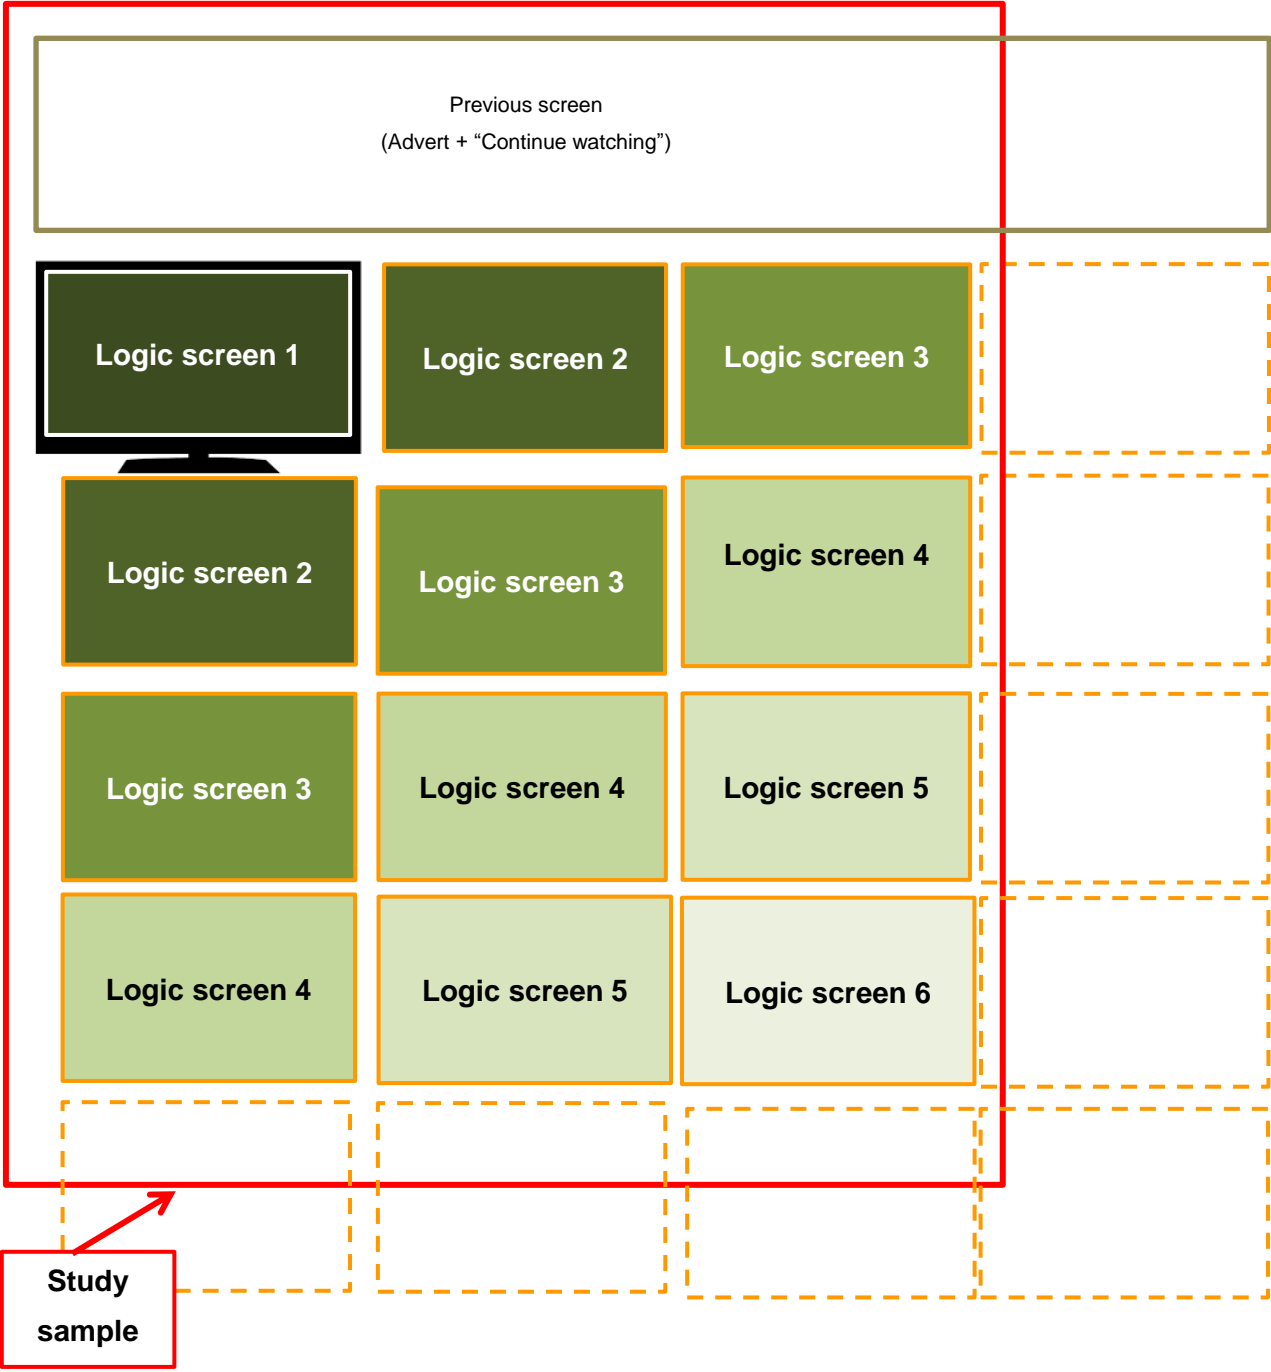 Previous screen
(Advert + “Continue watching”)
Logic screen 1
Logic screen 2
Logic screen 3
Logic screen 2
Logic screen 3
Logic screen 4
Logic screen 3
Logic screen 4
Logic screen 5
Logic screen 4
Logic screen 5
Logic screen 6
Study
sample